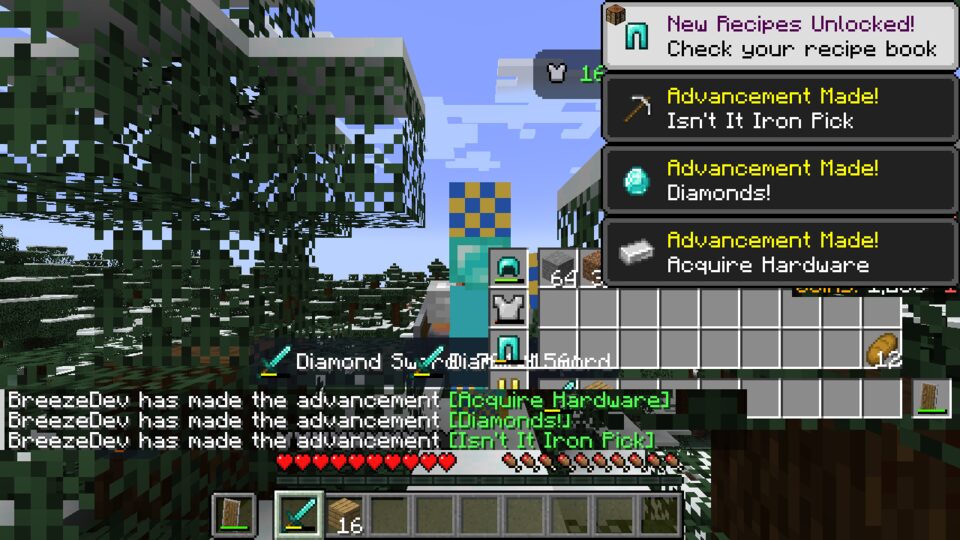 New Recipes Unlocked!
Check your recipe book
16
Advancement Made!
Isn't It Iron Pick
Advancement Made!
Diamonds!
Advancement Made!
Acquire Hardware
64
12
Diamond Sword
BreezeDev has made the advancement [Acquire Hardware]
BreezeDev has made the advancement [Diamonds!]
BreezeDev has made the advancement [Isn't It Iron Pick]
16